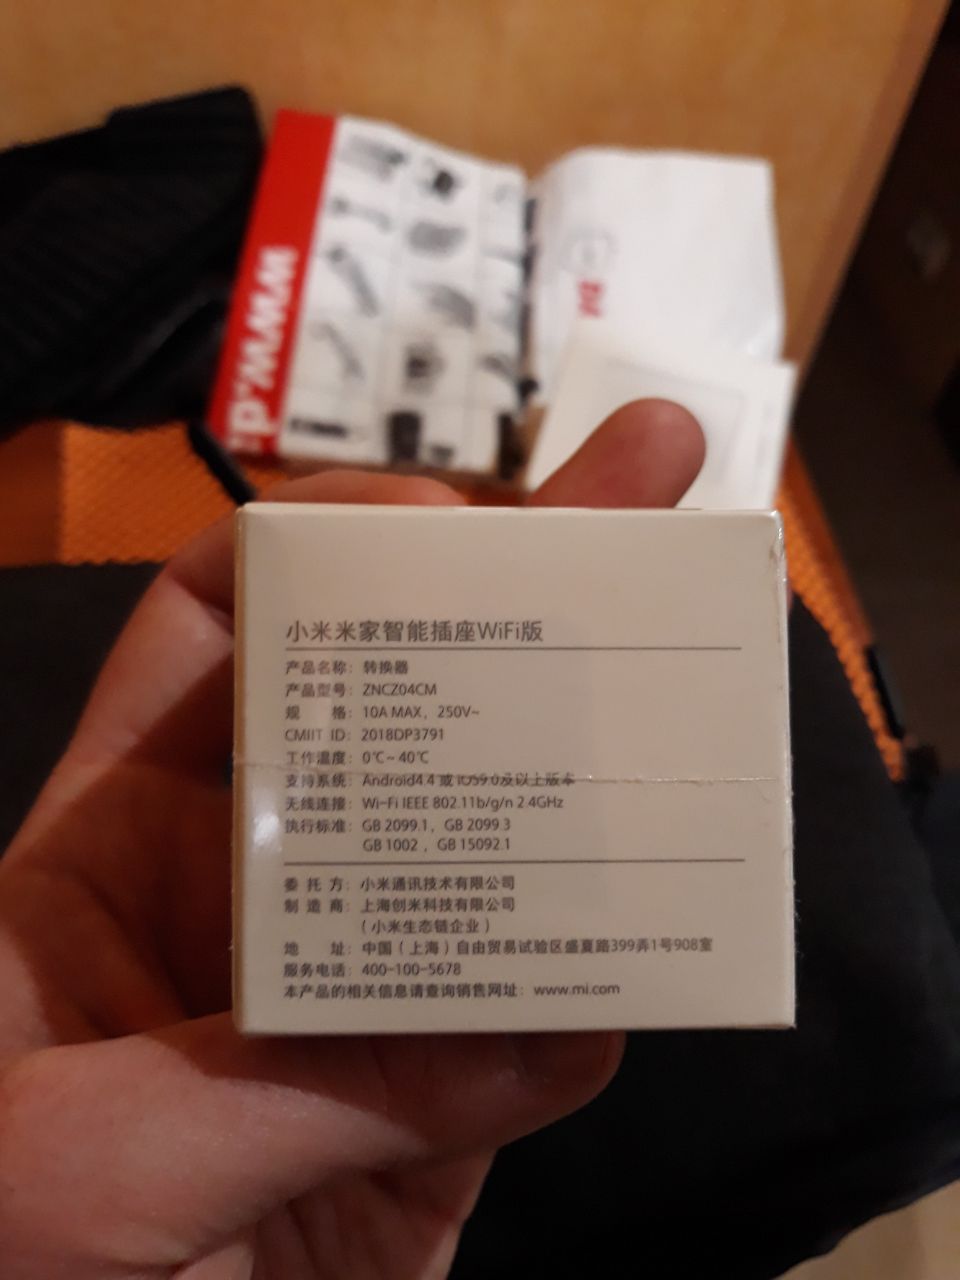 www.d
小米米家智能插座WiFi版
产品名称：转换器
产品型号：ZNCZ04CM
规 格：10A MAX，250V~
CMIIT ID：2018DP3791
工作温度：0℃~40℃
支持系统：Android4.4 或 iOS9.0及以上版本
无线连接：Wi-Fi IEEE 802.11b/g/n 2.4GHz
执行标准：GB 2099.1，GB 2099.3
GB 1002 ，GB 15092.1
委 托 方：小米通讯技术有限公司
制 造 商：上海创米科技有限公司
（小米生态链企业）
地 址：中国（上海）自由贸易试验区盛夏路399弄1号908室
服务电话：400-100-5678
本产品的相关信息请查询销售网址：www.mi.com